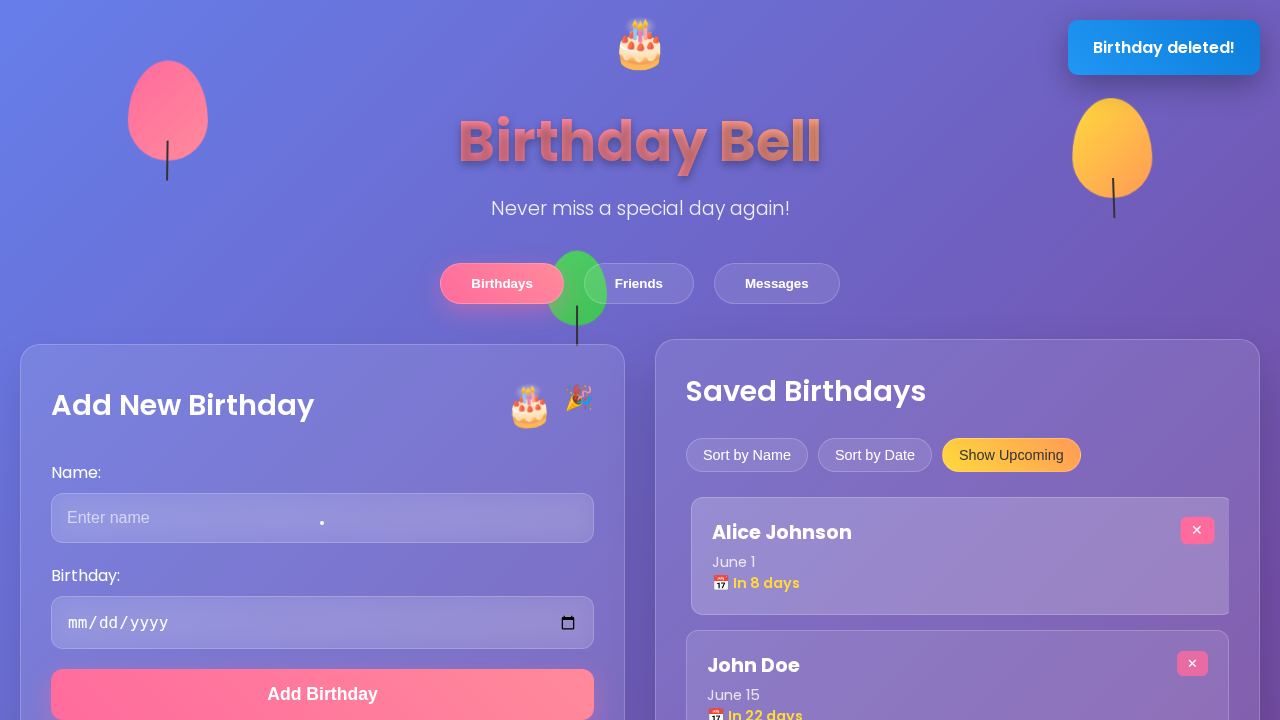 Birthday deleted!
Birthday Bell
Never miss a special day again!
Birthdays
Friends
Messages
Add New Birthday
Name:
Enter name
Birthday:
mm/dd/yyyy
Add Birthday
Saved Birthdays
Sort by Name
Sort by Date
Show Upcoming
Alice Johnson
June 1
In 8 days
John Doe
June 15
In 22 days